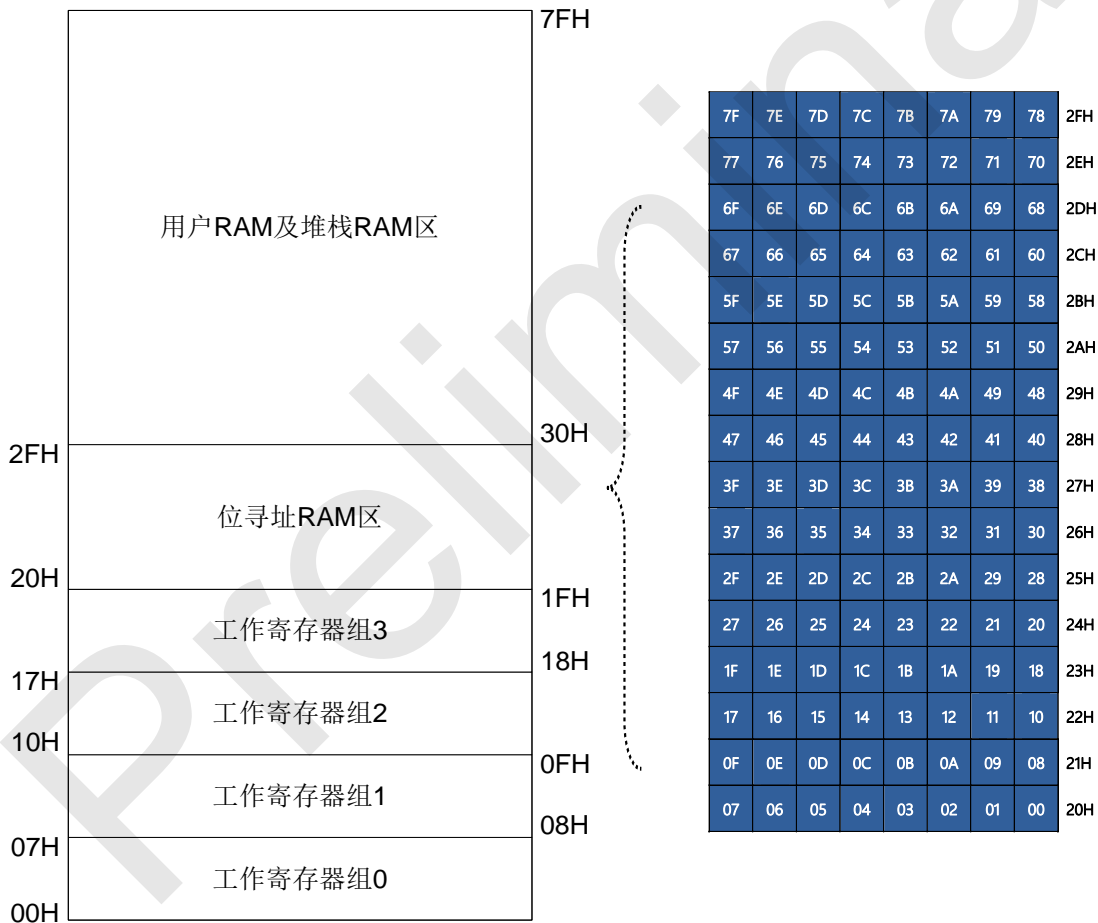 7FH
用户RAM及堆栈RAM区
30H
2FH
位寻址RAM区
20H
1FH
工作寄存器组3
18H
17H
工作寄存器组2
10H
0FH
工作寄存器组1
08H
07H
工作寄存器组0
00H
7F 7E 7D 7C 7B 7A 79 78 2FH
77 76 75 74 73 72 71 70 2EH
6F 6E 6D 6C 6B 6A 69 68 2DH
67 66 65 64 63 62 61 60 2CH
5F 5E 5D 5C 5B 5A 59 58 2BH
57 56 55 54 53 52 51 50 2AH
4F 4E 4D 4C 4B 4A 49 48 29H
47 46 45 44 43 42 41 40 28H
3F 3E 3D 3C 3B 3A 39 38 27H
37 36 35 34 33 32 31 30 26H
2F 2E 2D 2C 2B 2A 29 28 25H
27 26 25 24 23 22 21 20 24H
1F 1E 1D 1C 1B 1A 19 18 23H
17 16 15 14 13 12 11 10 22H
0F 0E 0D 0C 0B 0A 09 08 21H
07 06 05 04 03 02 01 00 20H
Prelimina